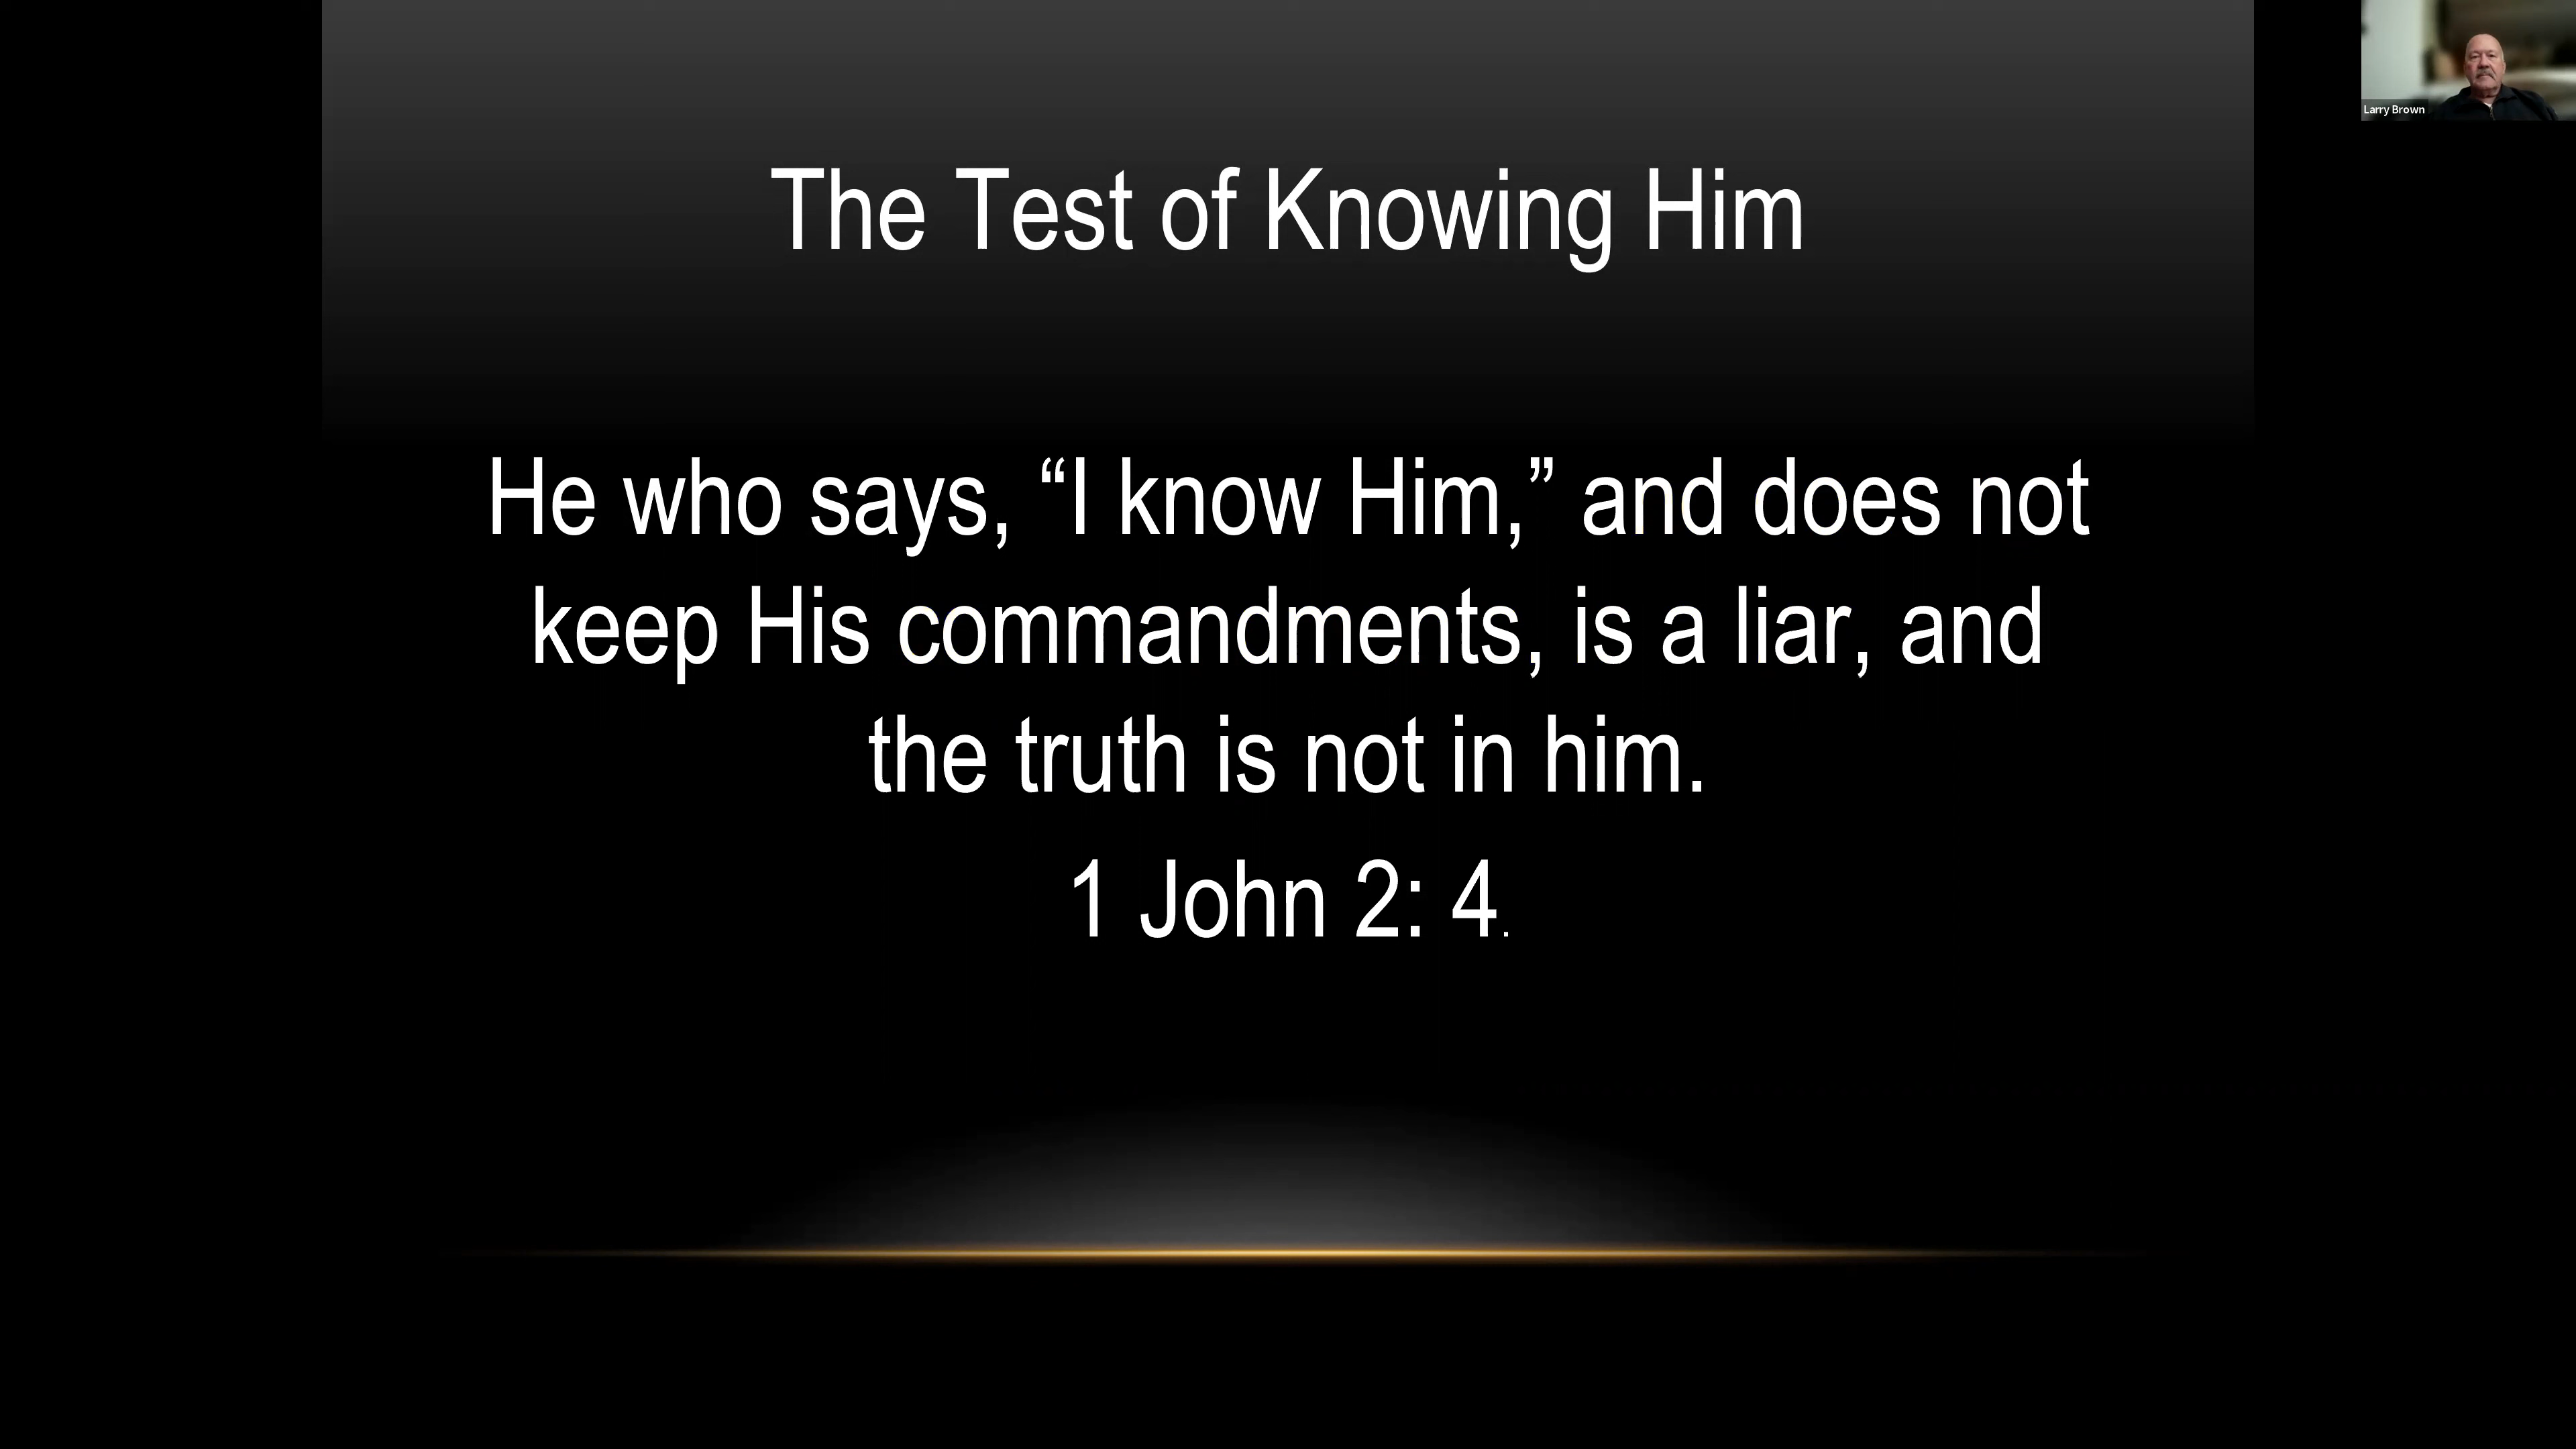 Larry Brown
The Test of Knowing Him
He who says, “I know Him,” and does not
keep His commandments, is a liar, and
the truth is not in him.
1 John 2: 4.